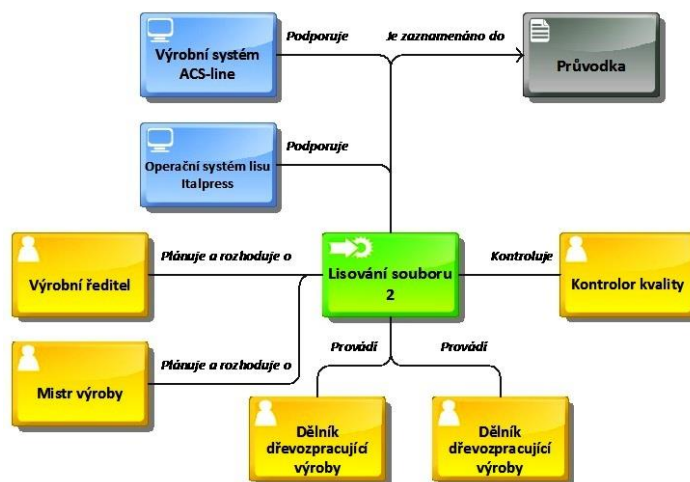 Podporuje
Je zaznamenáno do
Výrobní systém
ACS-line
Průvodka
Podporuje
Operační systém lisu
Italpress
Plánuje a rozhoduje o
Kontroluje
Výrobní ředitel
Lisování souboru
2
Kontrolor kvality
Plánuje a rozhoduje o
Mistr výroby
Provádí
Provádí
Dělník
dřevozpracující
výroby
Dělník
dřevozpracující
výroby